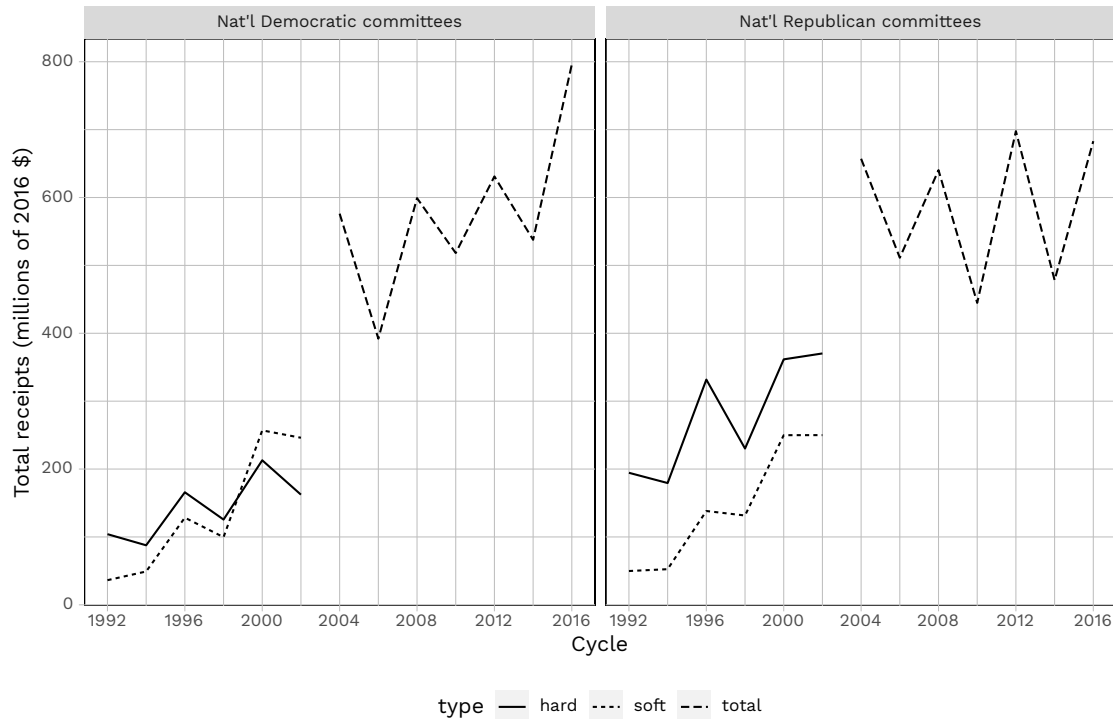 Nat'l Democratic committees
Nat'l Republican committees
Total receipts (millions of 2016 $)
800
600
400
200
0
1992 1996 2000 2004 2008 2012 2016
1992 1996 2000 2004 2008 2012 2016
Cycle
type hard soft total